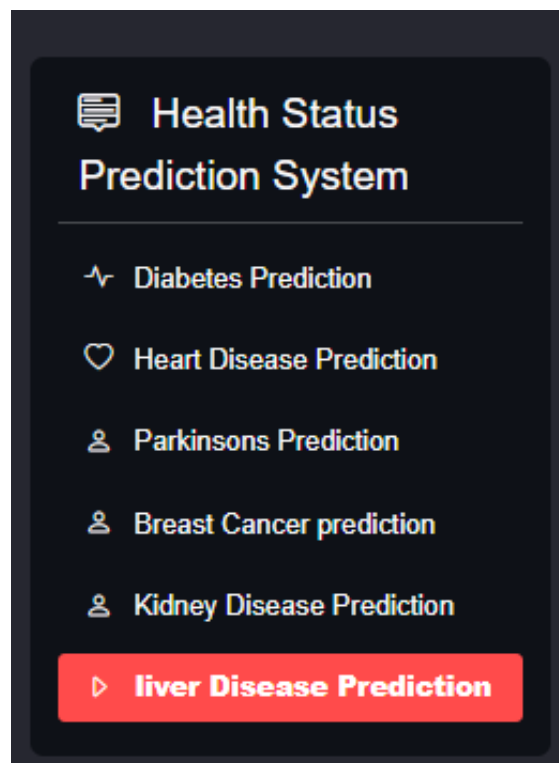 Health Status
Prediction System
Diabetes Prediction
Heart Disease Prediction
Parkinsons Prediction
Breast Cancer prediction
Kidney Disease Prediction
liver Disease Prediction